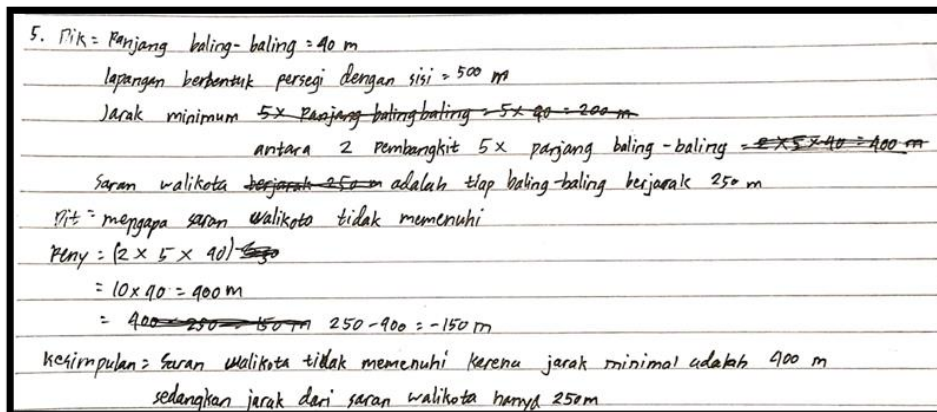 5. Dik = Panjang baling-baling = 40 m
lapangan berbentuk persegi dengan sisi = 500 m
Jarak minimum 5x Panjang baling baling = 5 x 40 = 200 m
antara 2 pembangkit 5x panjang baling-baling = 2 x 5 x 40 = 400 m
Saran walikota berjarak 250 m adalah tiap baling-baling berjarak 250 m
Dit = mengapa saran walikota tidak memenuhi
Peny = (2 x 5 x 40)
= 10 x 40 = 400 m
= 400 - 250 = 150 m 250 - 400 = -150 m
Kesimpulan = Saran walikota tidak memenuhi karena jarak minimal adalah 400 m
sedangkan jarak dari saran walikota hanya 250 m